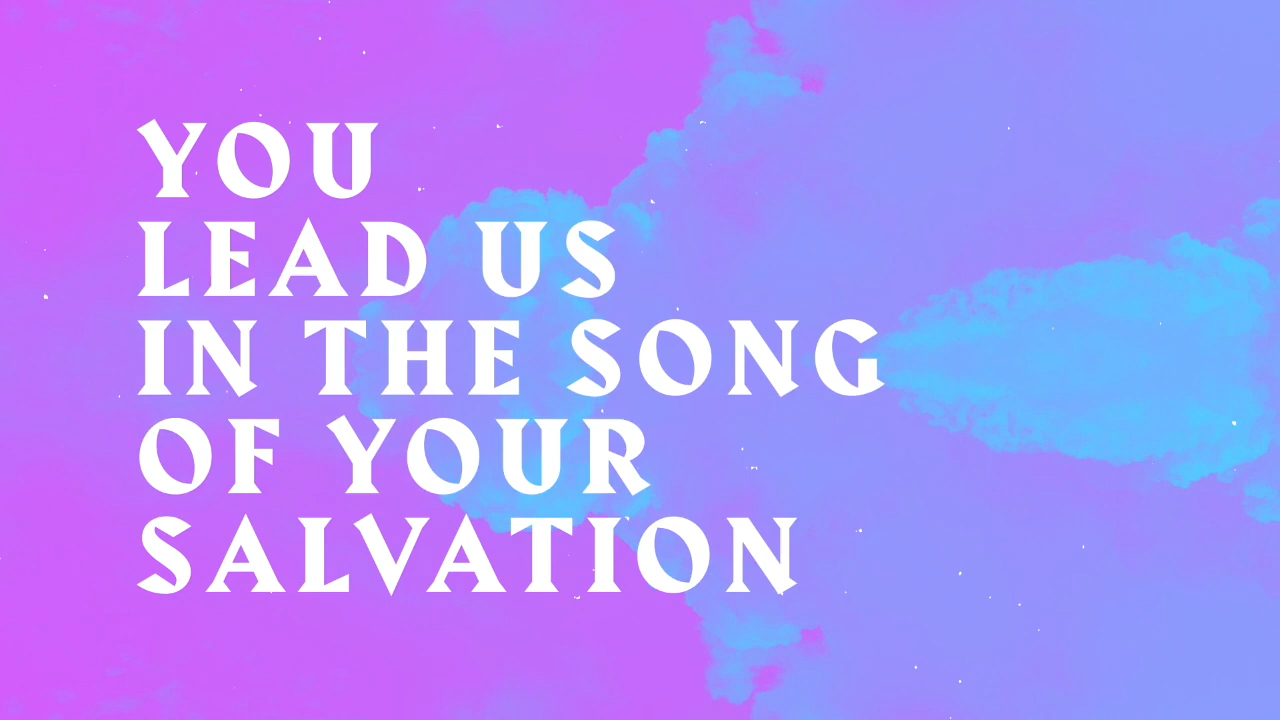 YOU
LEAD US
IN THE SONG
OF YOUR
SALVATION